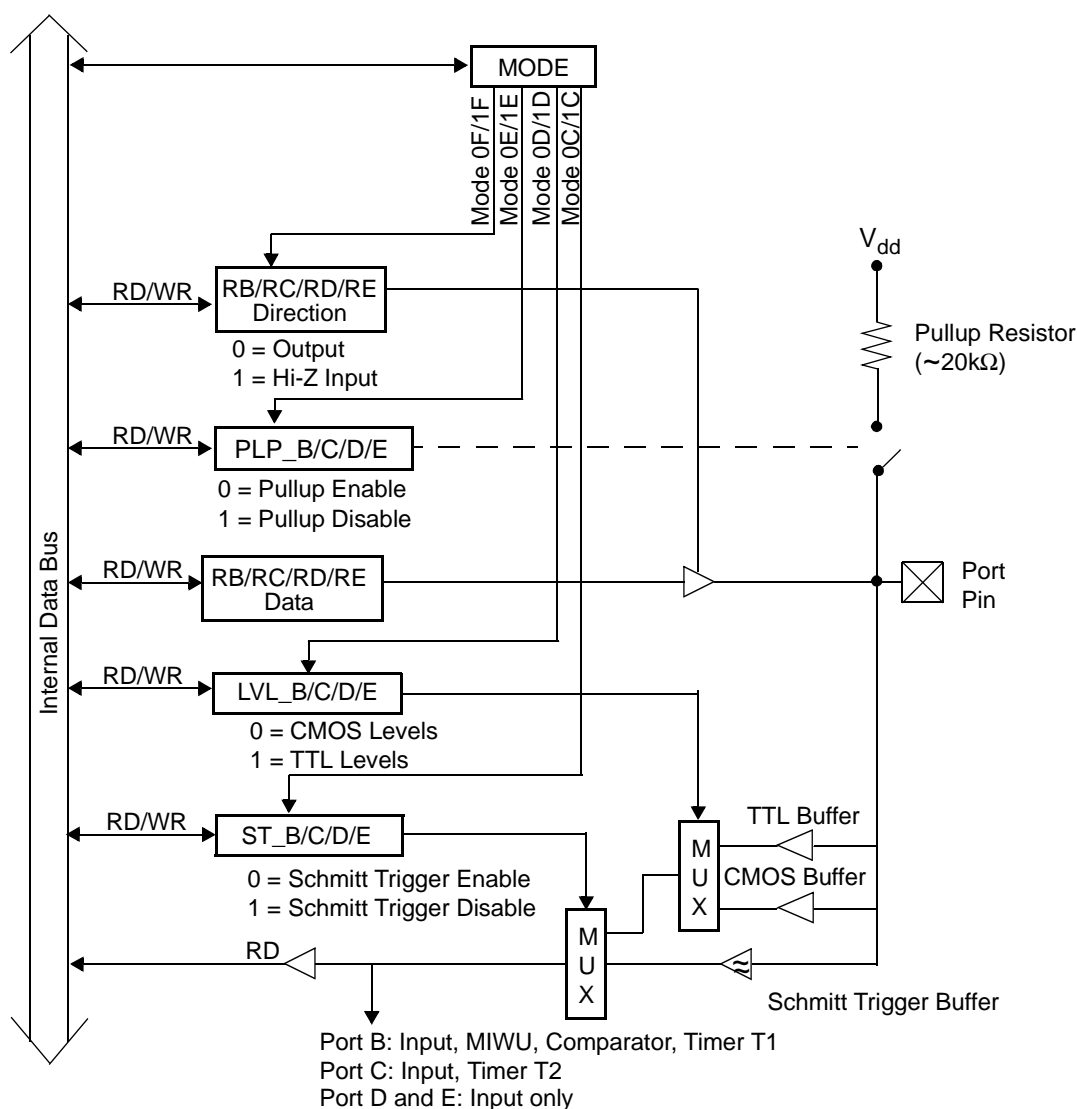 MODE
Mode 0F/1F
Mode 0E/1E
Mode 0D/1D
Mode 0C/1C
Vdd
RD/WR
RB/RC/RD/RE
Direction
0 = Output
1 = Hi-Z Input
Pullup Resistor
(~20kΩ)
RD/WR
PLP_B/C/D/E
0 = Pullup Enable
1 = Pullup Disable
Internal Data Bus
RD/WR
RB/RC/RD/RE
Data
Port
Pin
RD/WR
LVL_B/C/D/E
0 = CMOS Levels
1 = TTL Levels
RD/WR
ST_B/C/D/E
0 = Schmitt Trigger Enable
1 = Schmitt Trigger Disable
TTL Buffer
MUX
CMOS Buffer
MUX
RD
Schmitt Trigger Buffer
Port B: Input, MIWU, Comparator, Timer T1
Port C: Input, Timer T2
Port D and E: Input only